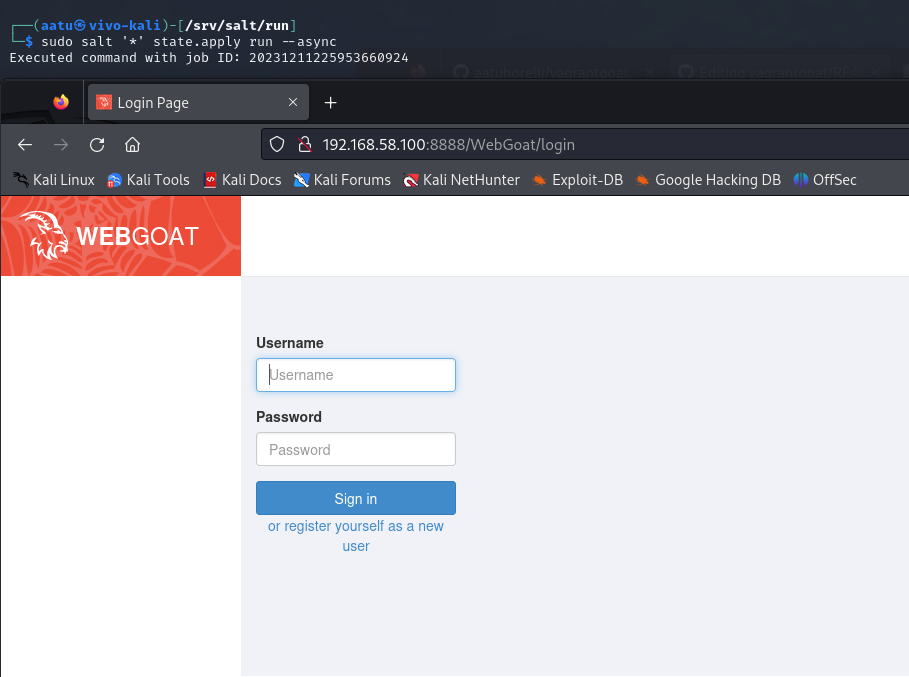 ┌──(aatu㉿vivo-kali)-[/srv/salt/run]
└─$ sudo salt '*' state.apply run --async
Executed command with job ID: 20231211225953660924
Login Page
192.168.58.100:8888/WebGoat/login
Kali Linux Kali Tools Kali Docs Kali Forums Kali NetHunter Exploit-DB Google Hacking DB OffSec
WEBGOAT
Username
Username
Password
Password
Sign in
or register yourself as a new
user